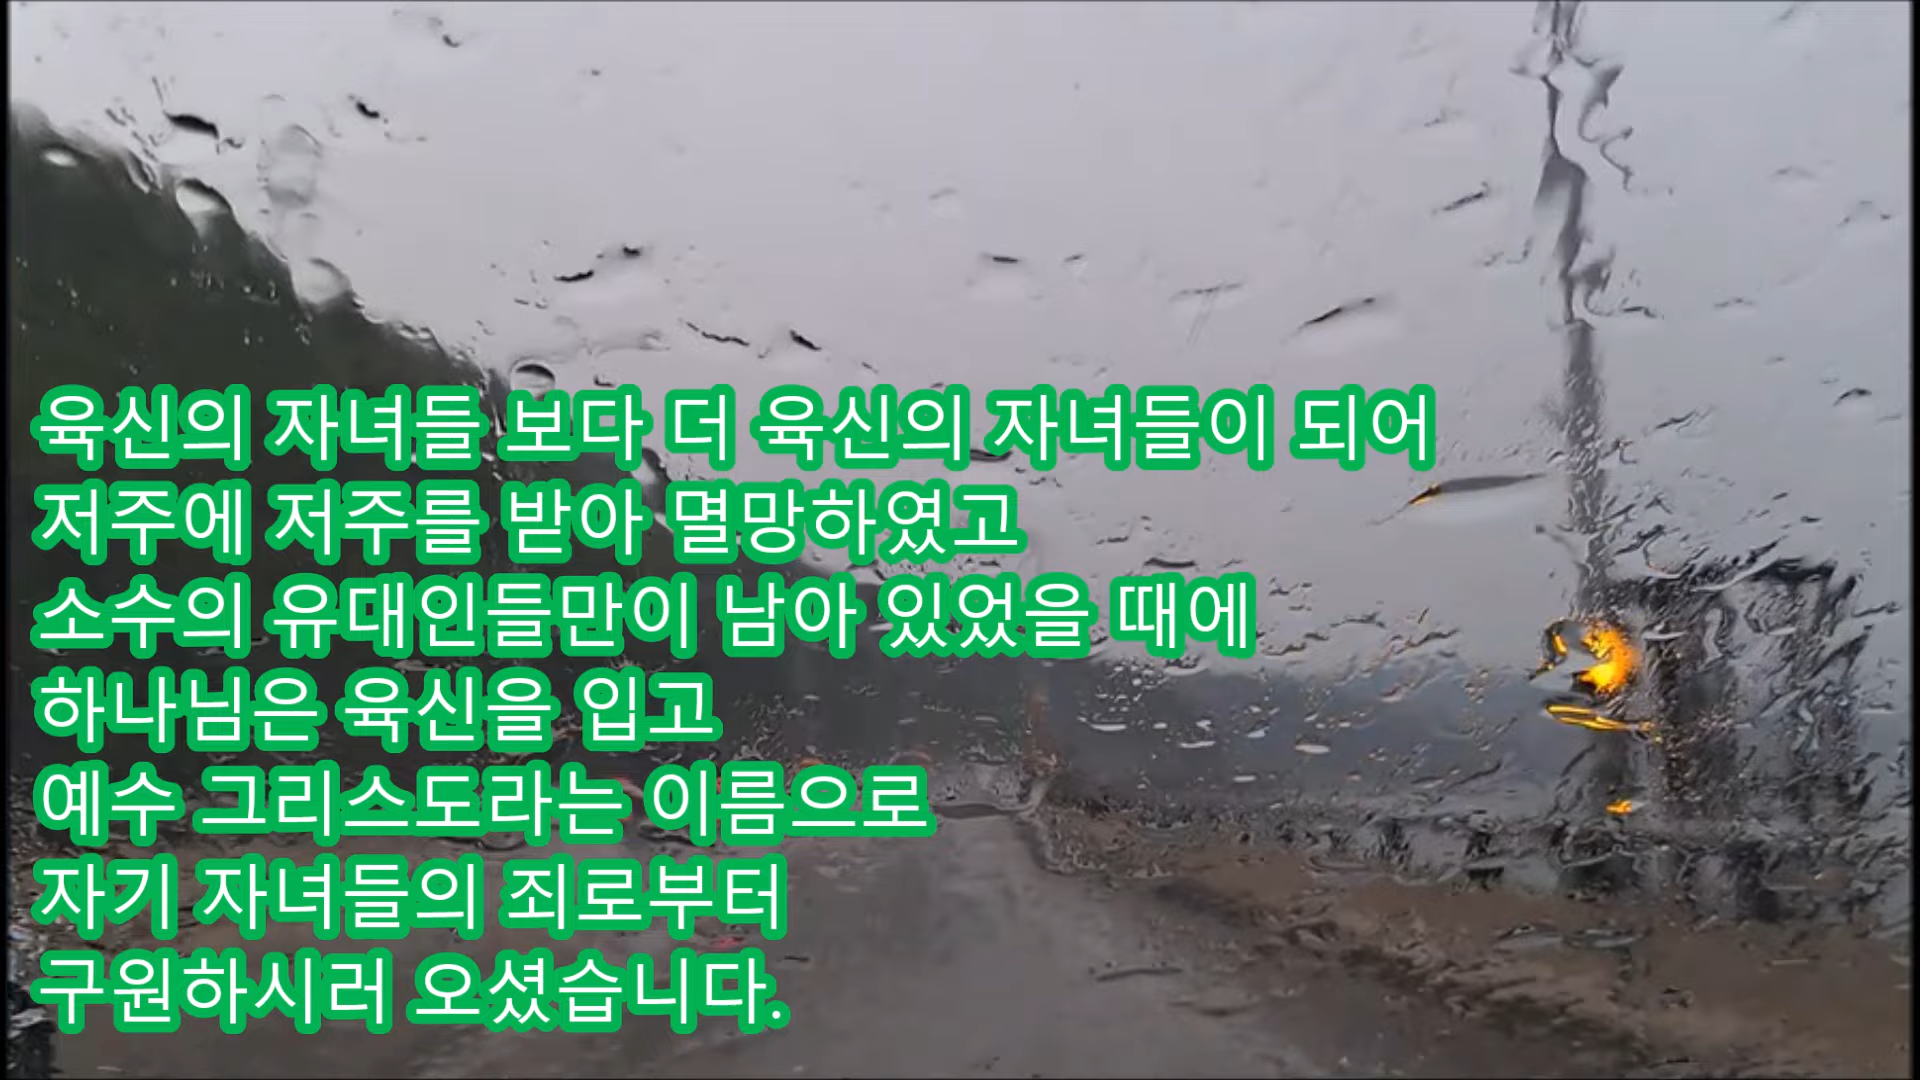 육신의 자녀들 보다 더 육신의 자녀들이 되어
저주에 저주를 받아 멸망하였고
소수의 유대인들만이 남아 있었을 때에
하나님은 육신을 입고
예수 그리스도라는 이름으로
자기 자녀들의 죄로부터
구원하시러 오셨습니다.